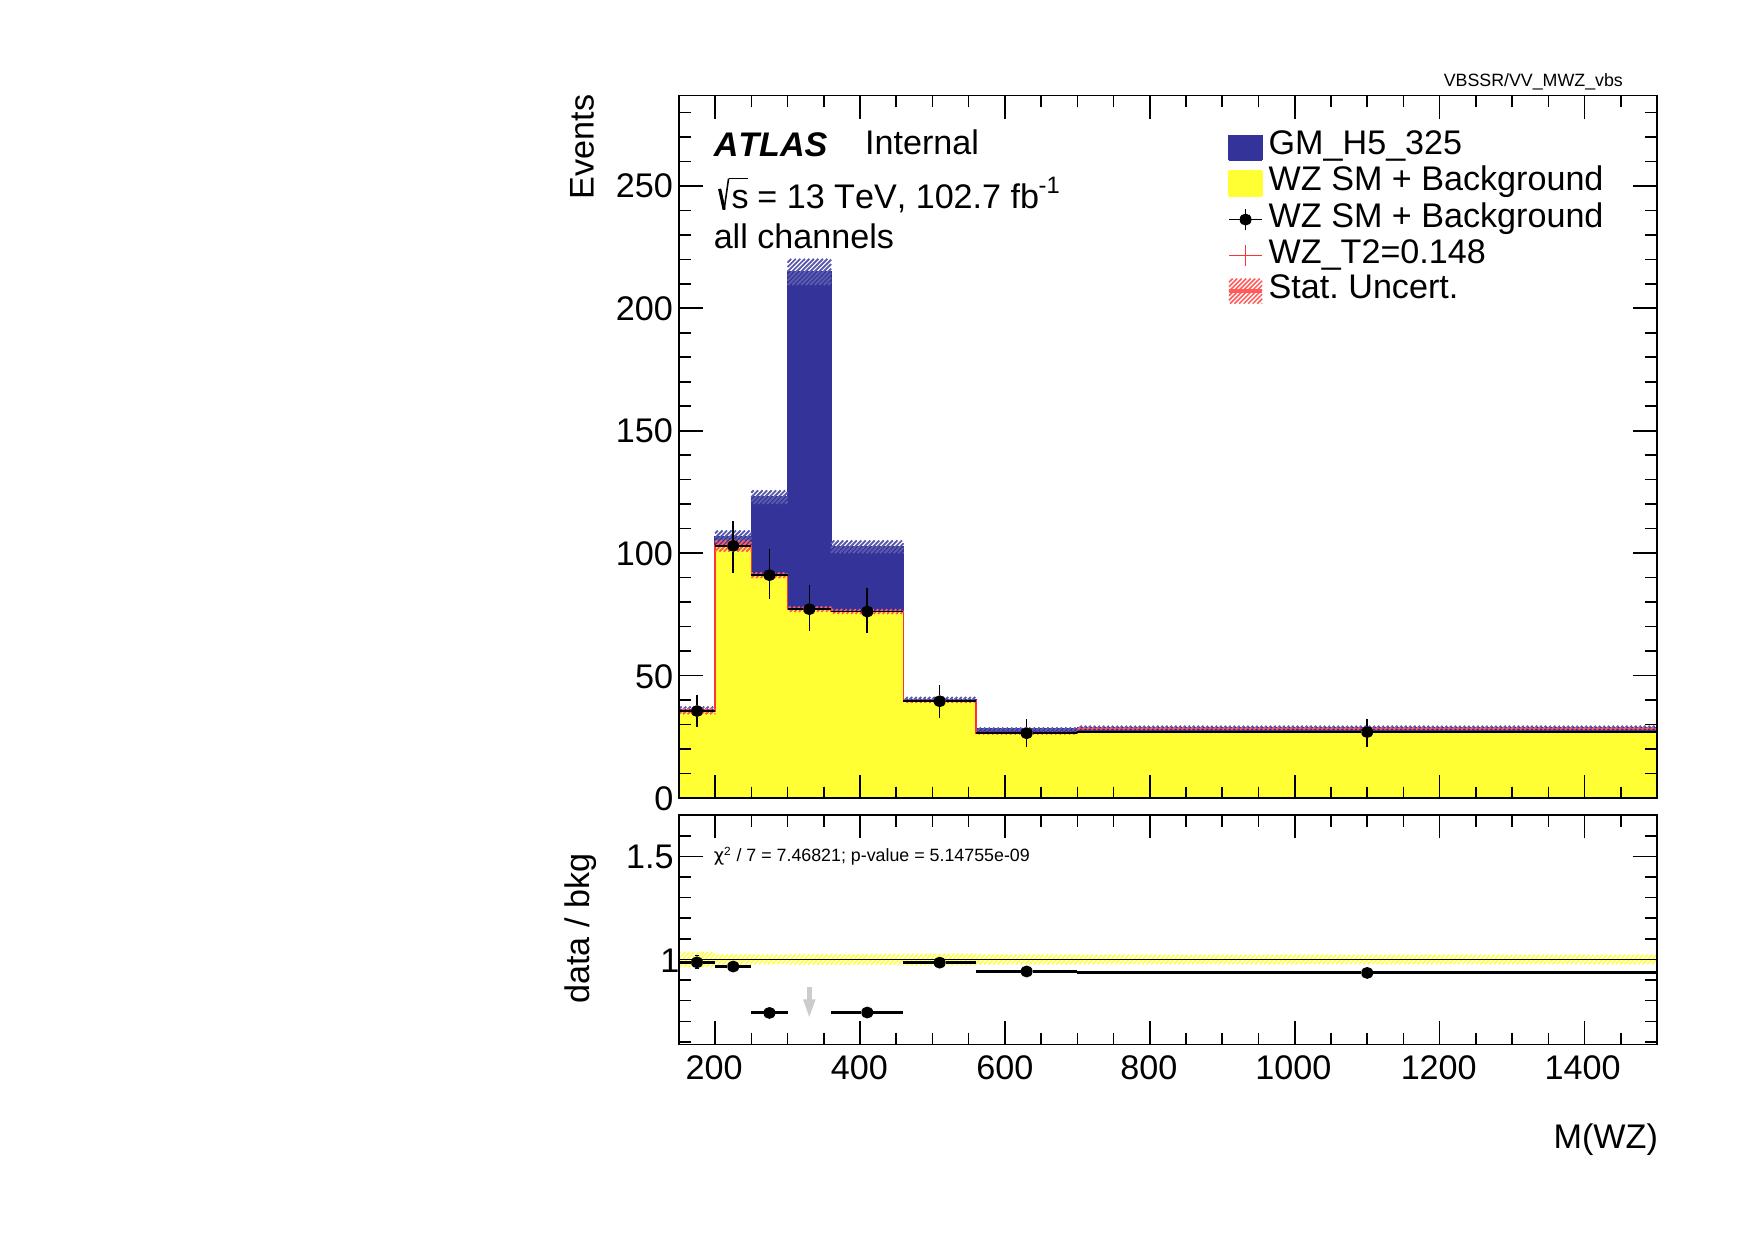 VBSSR/VV_MWZ_vbs
Events
ATLAS Internal
√s = 13 TeV, 102.7 fb-1
all channels
GM_H5_325
WZ SM + Background
WZ SM + Background
WZ_T2=0.148
Stat. Uncert.
250
200
150
100
50
0
data / bkg
χ2 / 7 = 7.46821; p-value = 5.14755e-09
1.5
1
200 400 600 800 1000 1200 1400
M(WZ)